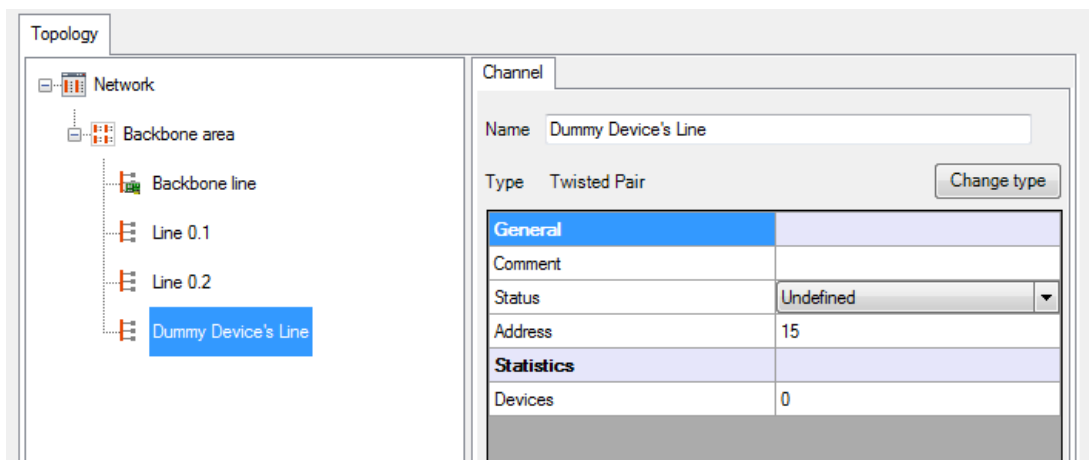 Topology
Network
Backbone area
Backbone line
Line 0.1
Line 0.2
Dummy Device's Line
Channel
Name Dummy Device's Line
Type Twisted Pair Change type
General
Comment
Status Undefined
Address 15
Statistics
Devices 0